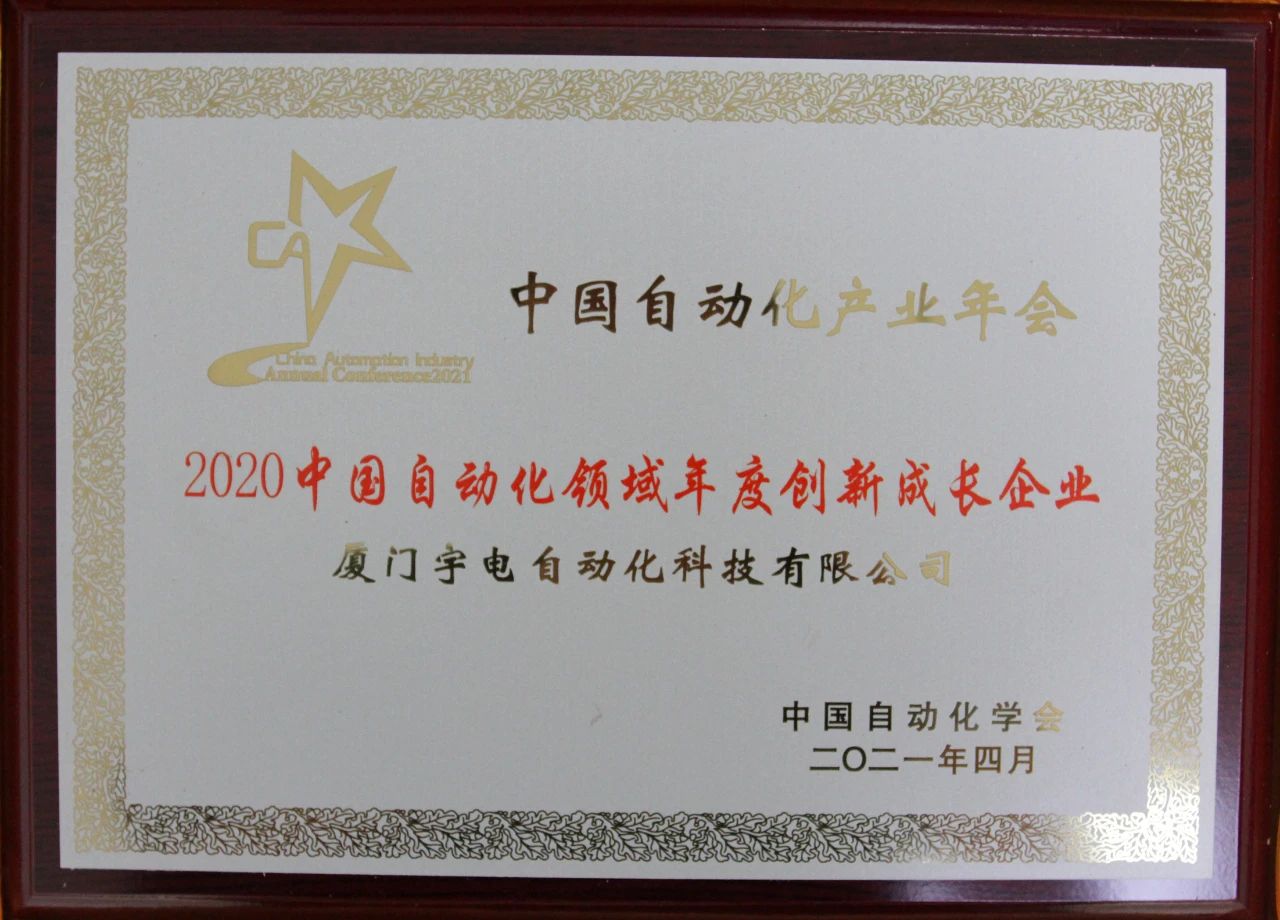 CA
中国自动化产业年会
China Automation Industry
Annual Conference2021
2020中国自动化领域年度创新成长企业
厦门宇电自动化科技有限公司
中国自动化学会
二〇二一年四月